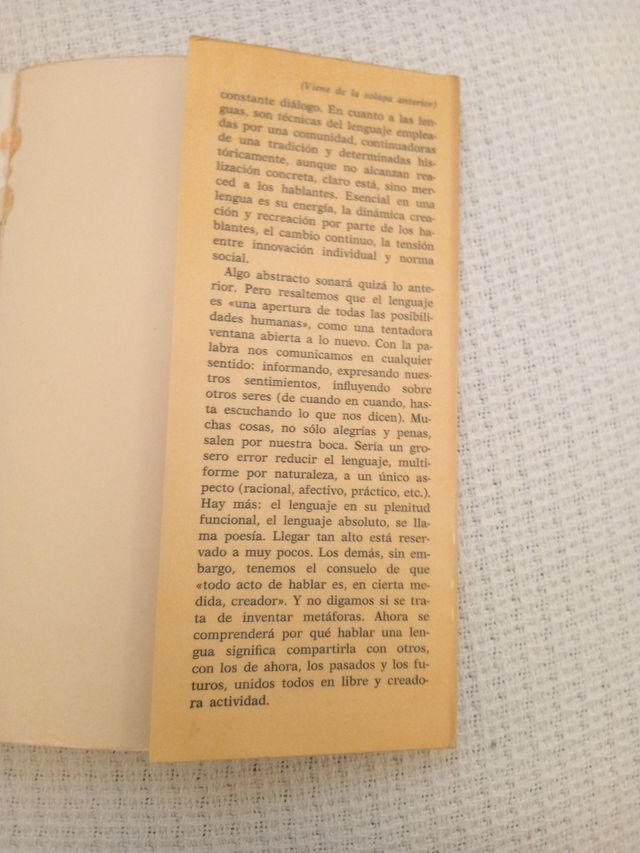 (Viene de la solapa anterior)
constante diálogo. En cuanto a las len-
guas, son técnicas del lenguaje emplea-
das por una comunidad, continuadoras
de una tradición y determinadas his-
tóricamente, aunque no alcanzan rea-
lización concreta, claro está, sino mer-
ced a los hablantes. Esencial en una
lengua es su energía, la dinámica crea-
ción y recreación por parte de los ha-
blantes, el cambio continuo, la tensión
entre innovación individual y norma
social.
Algo abstracto sonará quizá lo ante-
rior. Pero resaltemos que el lenguaje
es «una apertura de todas las posibili-
dades humanas», como una tentadora
ventana abierta a lo nuevo. Con la pa-
labra nos comunicamos en cualquier
sentido: informando, expresando nues-
tros sentimientos, influyendo sobre
otros seres (de cuando en cuando, has-
ta escuchando lo que nos dicen). Mu-
chas cosas, no sólo alegrías y penas,
salen por nuestra boca. Sería un gro-
sero error reducir el lenguaje, multi-
forme por naturaleza, a un único as-
pecto (racional, afectivo, práctico, etc.).
Hay más: el lenguaje en su plenitud
funcional, el lenguaje absoluto, se lla-
ma poesía. Llegar tan alto está reser-
vado a muy pocos. Los demás, sin em-
bargo, tenemos el consuelo de que
«todo acto de hablar es, en cierta me-
dida, creador». Y no digamos si se tra-
ta de inventar metáforas. Ahora se
comprenderá por qué hablar una len-
gua significa compartirla con otros,
con los de ahora, los pasados y los fu-
turos, unidos todos en libre y creado-
ra actividad.